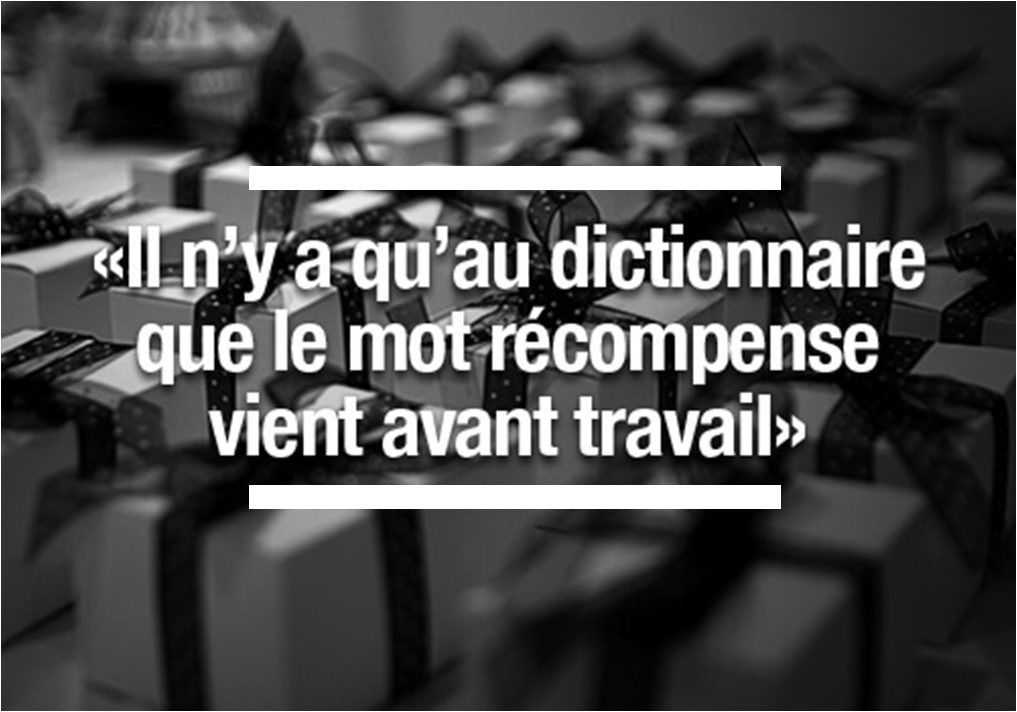 «Il n’y a qu’au dictionnaire
que le mot récompense
vient avant travail»